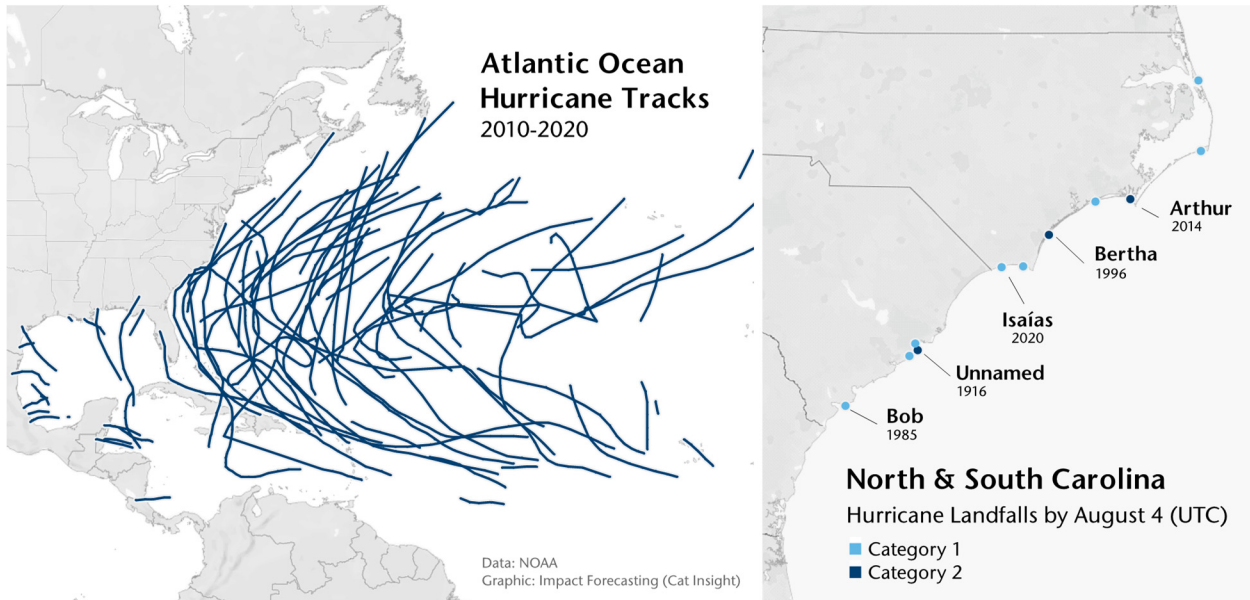 Atlantic Ocean
Hurricane Tracks
2010-2020
Data: NOAA
Graphic: Impact Forecasting (Cat Insight)
Arthur
2014
Bertha
1996
Isaías
2020
Unnamed
1916
Bob
1985
North & South Carolina
Hurricane Landfalls by August 4 (UTC)
Category 1
Category 2